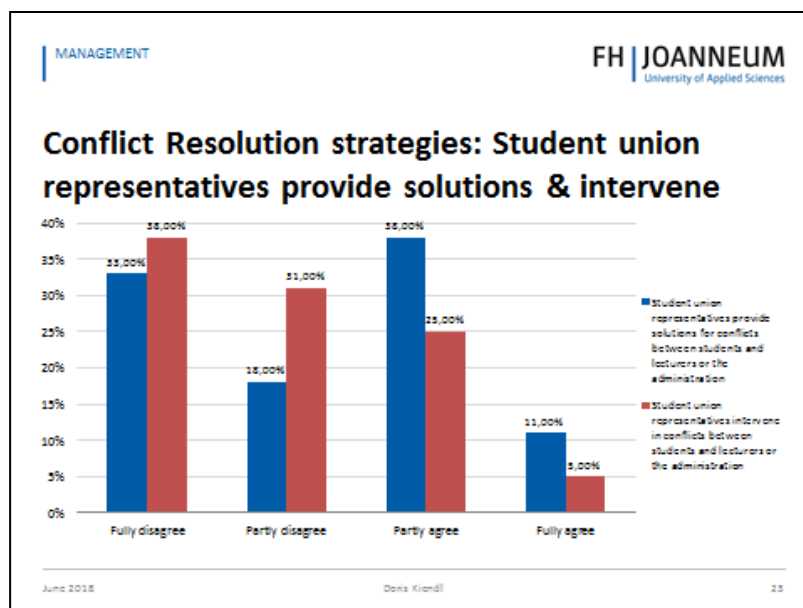 MANAGEMENT
FH JOANNEUM
University of Applied Sciences
Conflict Resolution strategies: Student union
representatives provide solutions & intervene
40%
35%
30%
25%
20%
15%
10%
5%
0%
33,00%
38,00%
18,00%
31,00%
38,00%
25,00%
11,00%
5,00%
Fully disagree
Partly disagree
Partly agree
Fully agree
Student union
representatives provide
solutions for conflicts
between students and
lecturers or the
administration
Student union
representatives intervene
in conflicts between
students and lecturers or
the administration
June 2018
Doris Kiendl
23